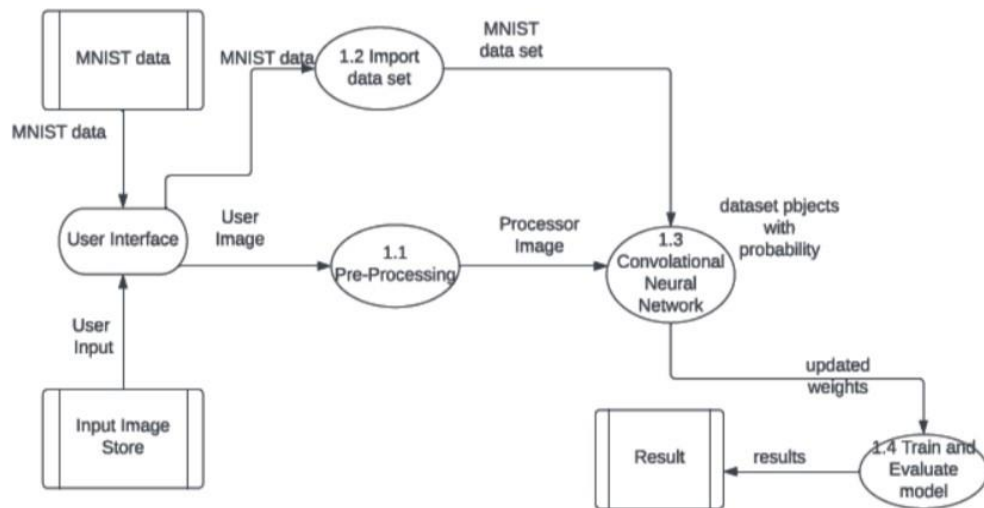 MNIST data
MNIST data
MNIST data
1.2 Import
data set
MNIST
data set
User Interface
User
Image
1.1
Pre-Processing
Processor
Image
1.3
Convolational
Neural
Network
dataset pbjects
with
probability
User
Input
Input Image
Store
updated
weights
1.4 Train and
Evaluate
model
results
Result